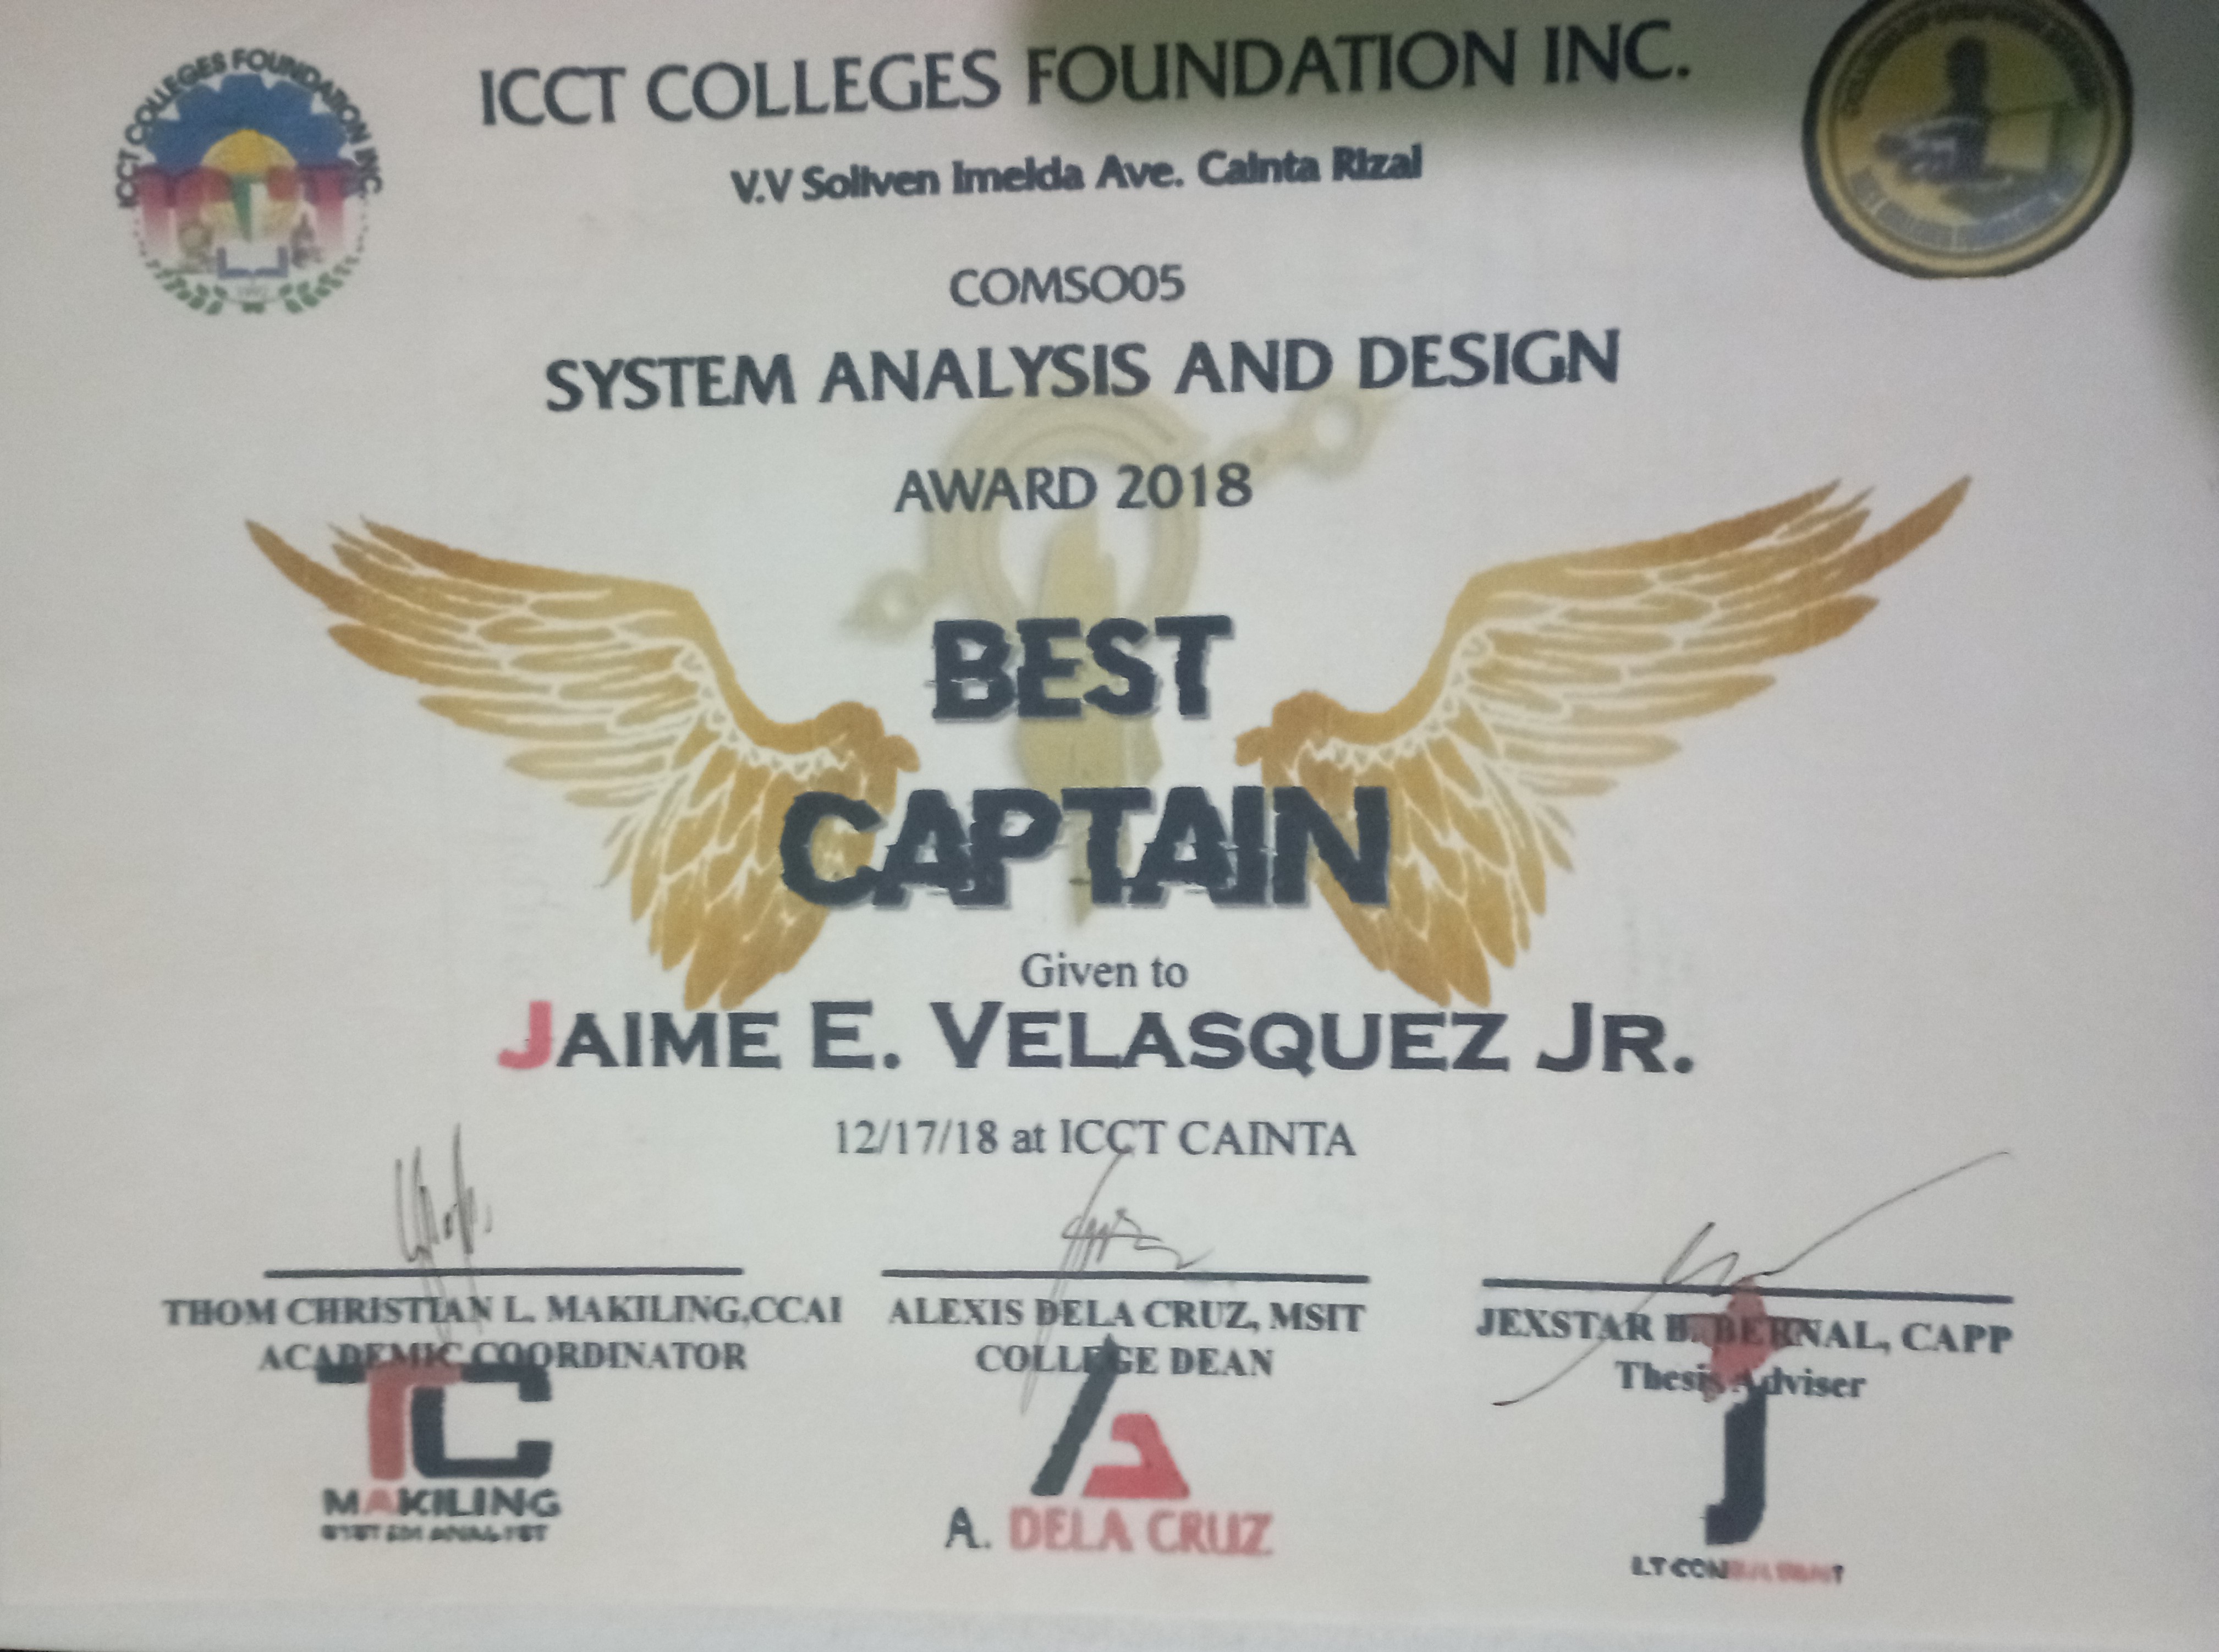 ICCT COLLEGES FOUNDATION INC.
ICCT COLLEGES FOUNDATION INC.
V.V Soliven Imelda Ave. Cainta Rizal
COMSO05
SYSTEM ANALYSIS AND DESIGN
AWARD 2018
BEST
CAPTAIN
Given to
JAIME E. VELASQUEZ JR.
12/17/18 at ICCT CAINTA
THOM CHRISTIAN L. MAKILING,CCAI
ACADEMIC COORDINATOR
TC
MAKILING
SYSTEM ANALYST
ALEXIS DELA CRUZ, MSIT
COLLEGE DEAN
A. DELA CRUZ
JEXSTAR B. BERNAL, CAPP
Thesis Adviser
J
I.T CONSULTANT